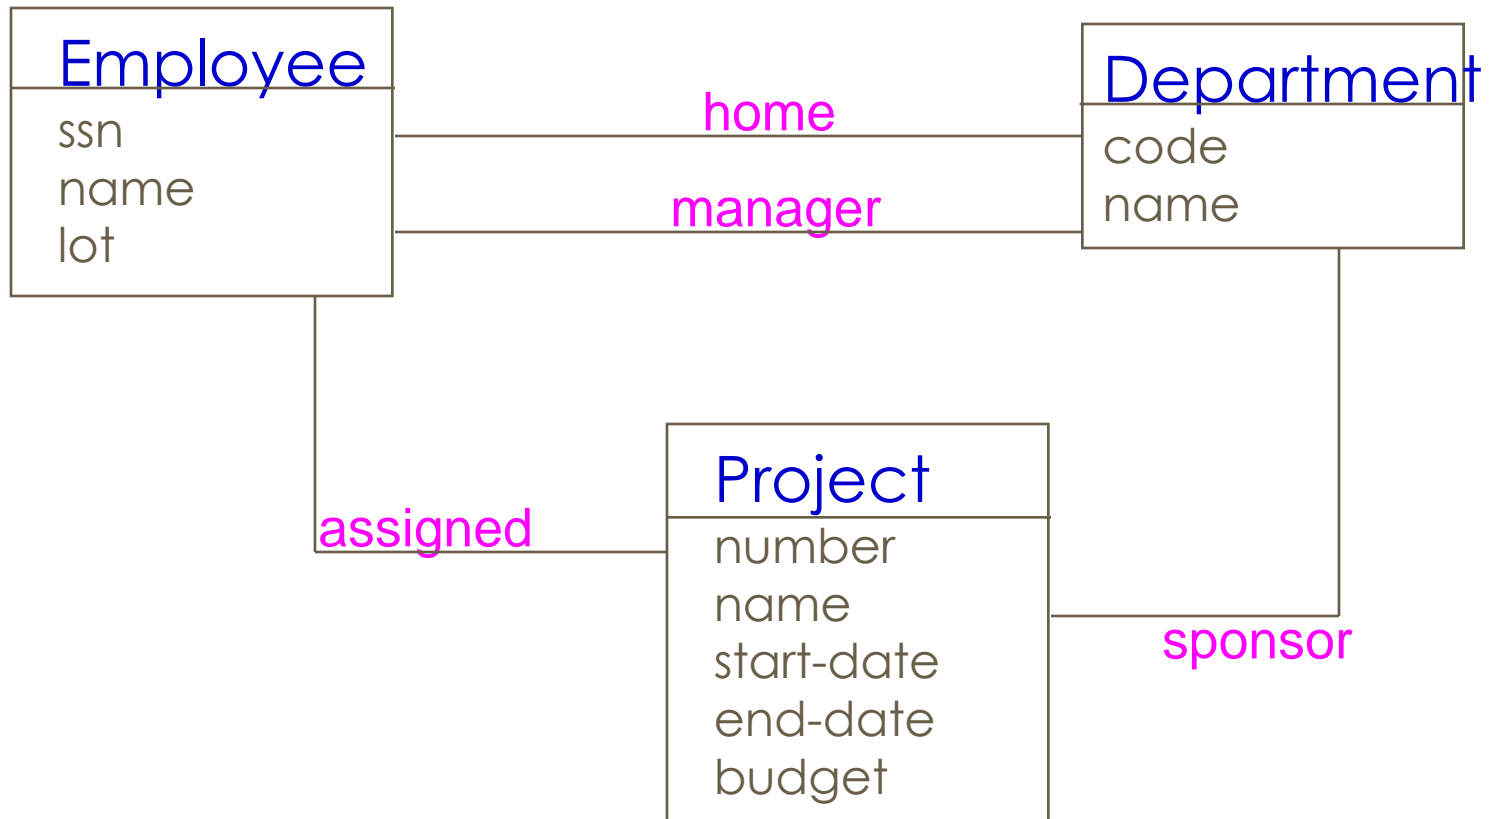 Employee
ssn
name
lot
home
manager
Department
code
name
assigned
Project
number
name
start-date
end-date
budget
sponsor